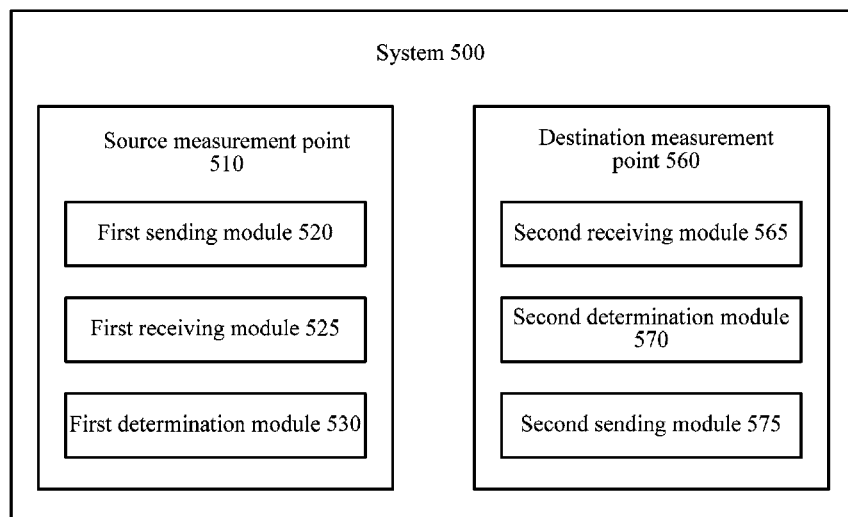 System 500
Source measurement point
510
First sending module 520
First receiving module 525
First determination module 530
Destination measurement
point 560
Second receiving module 565
Second determination module
570
Second sending module 575